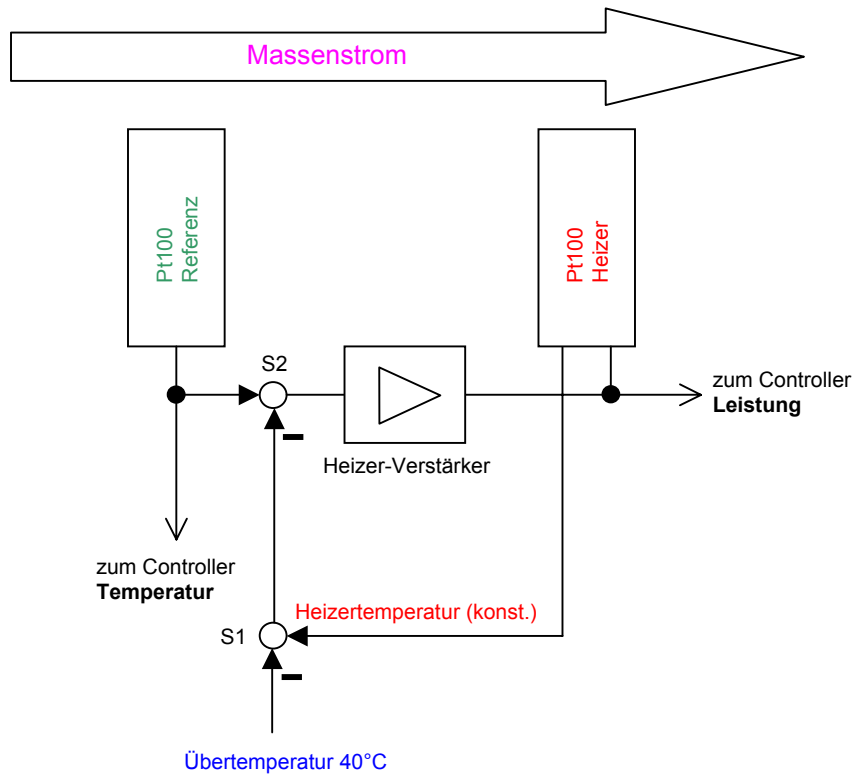 Massenstrom
Pt100
Referenz
Pt100
Heizer
S2
zum Controller
Leistung
Heizer-Verstärker
zum Controller
Temperatur
Heizertemperatur (konst.)
S1
Übertemperatur 40°C